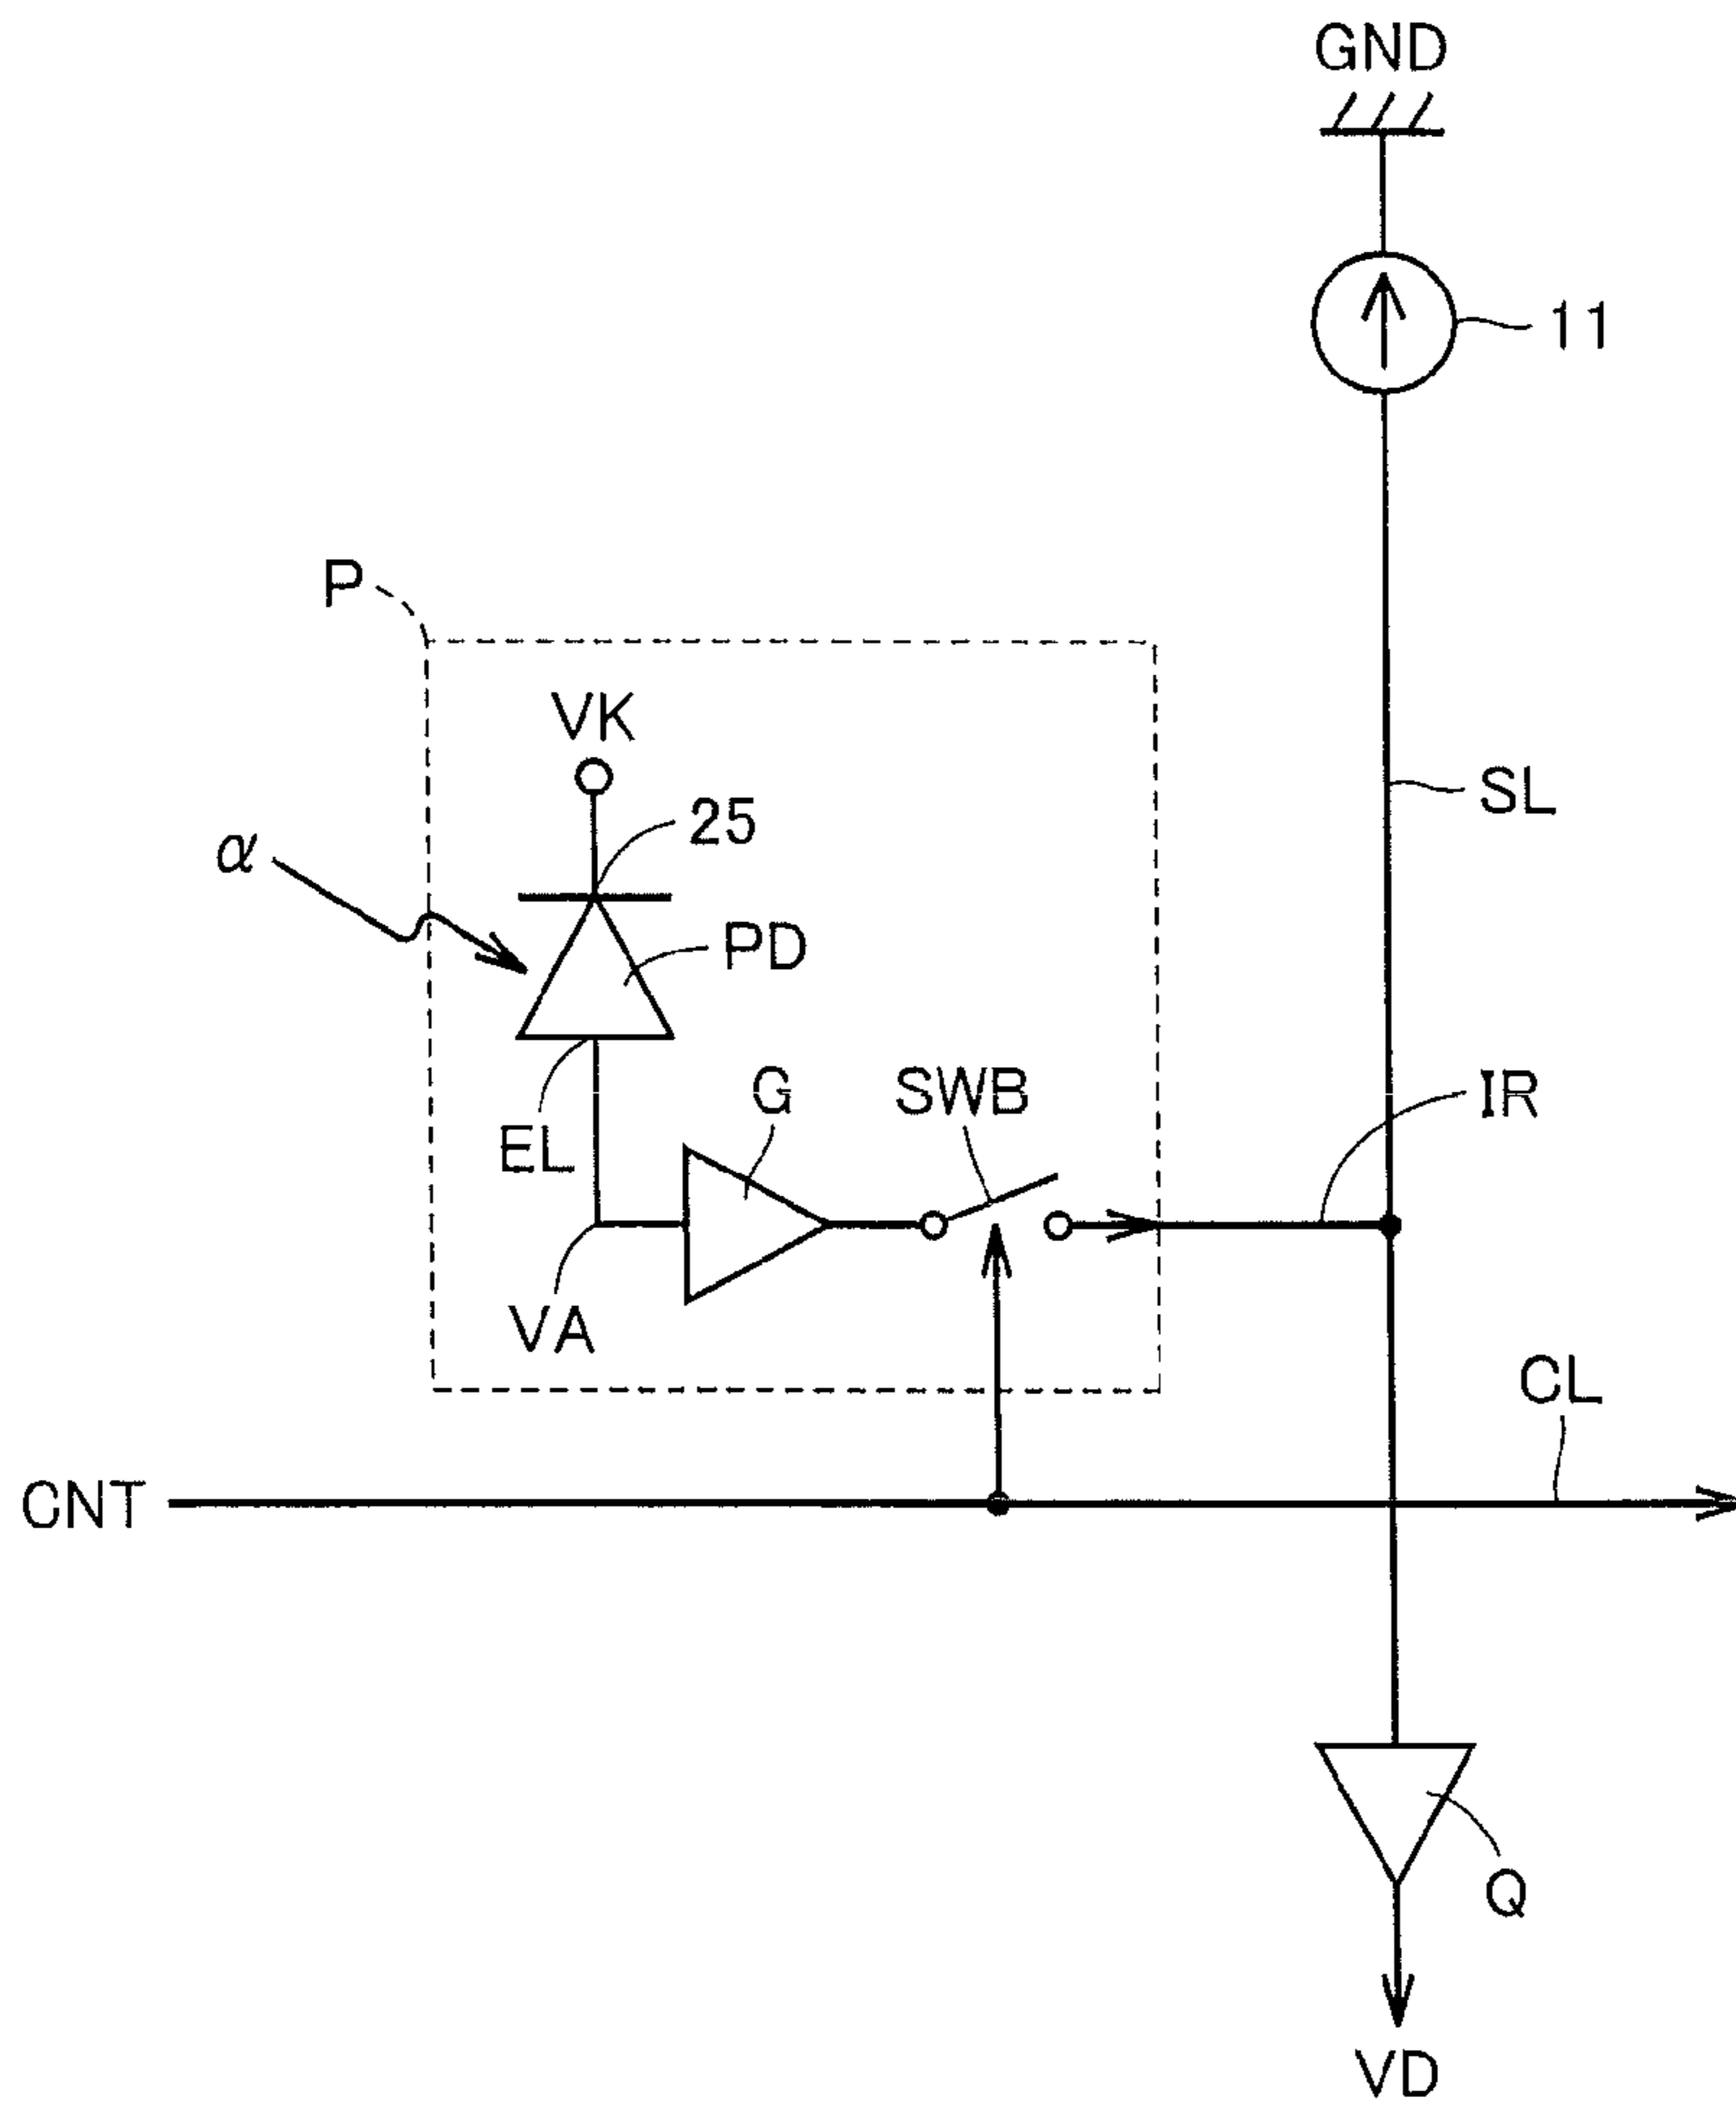 GND
11
P
VK
SL
25
α
PD
G
SWB
IR
EL
VA
CL
CNT
Q
VD